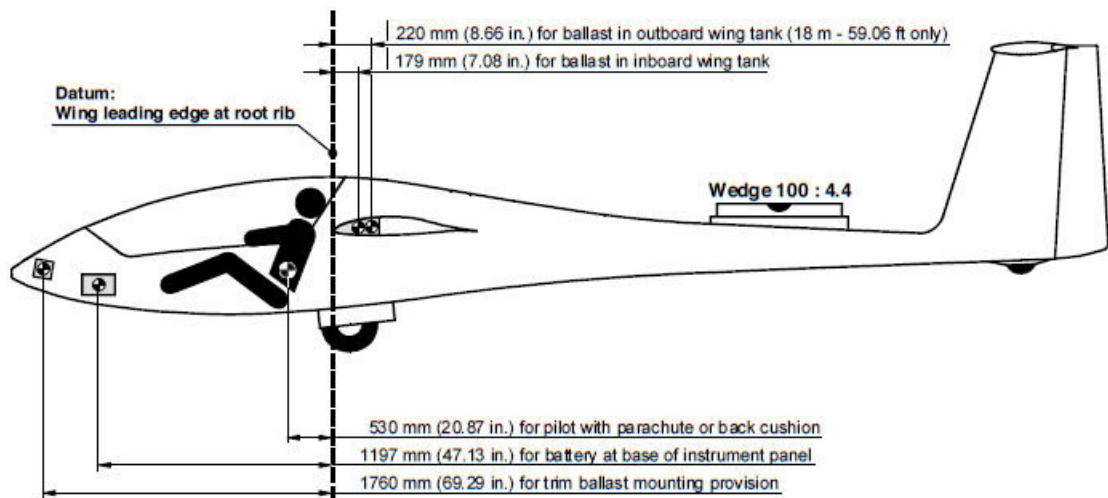 220 mm (8.66 in.) for ballast in outboard wing tank (18 m - 59.06 ft only)
179 mm (7.08 in.) for ballast in inboard wing tank
Datum:
Wing leading edge at root rib
Wedge 100 : 4.4
530 mm (20.87 in.) for pilot with parachute or back cushion
1197 mm (47.13 in.) for battery at base of instrument panel
1760 mm (69.29 in.) for trim ballast mounting provision